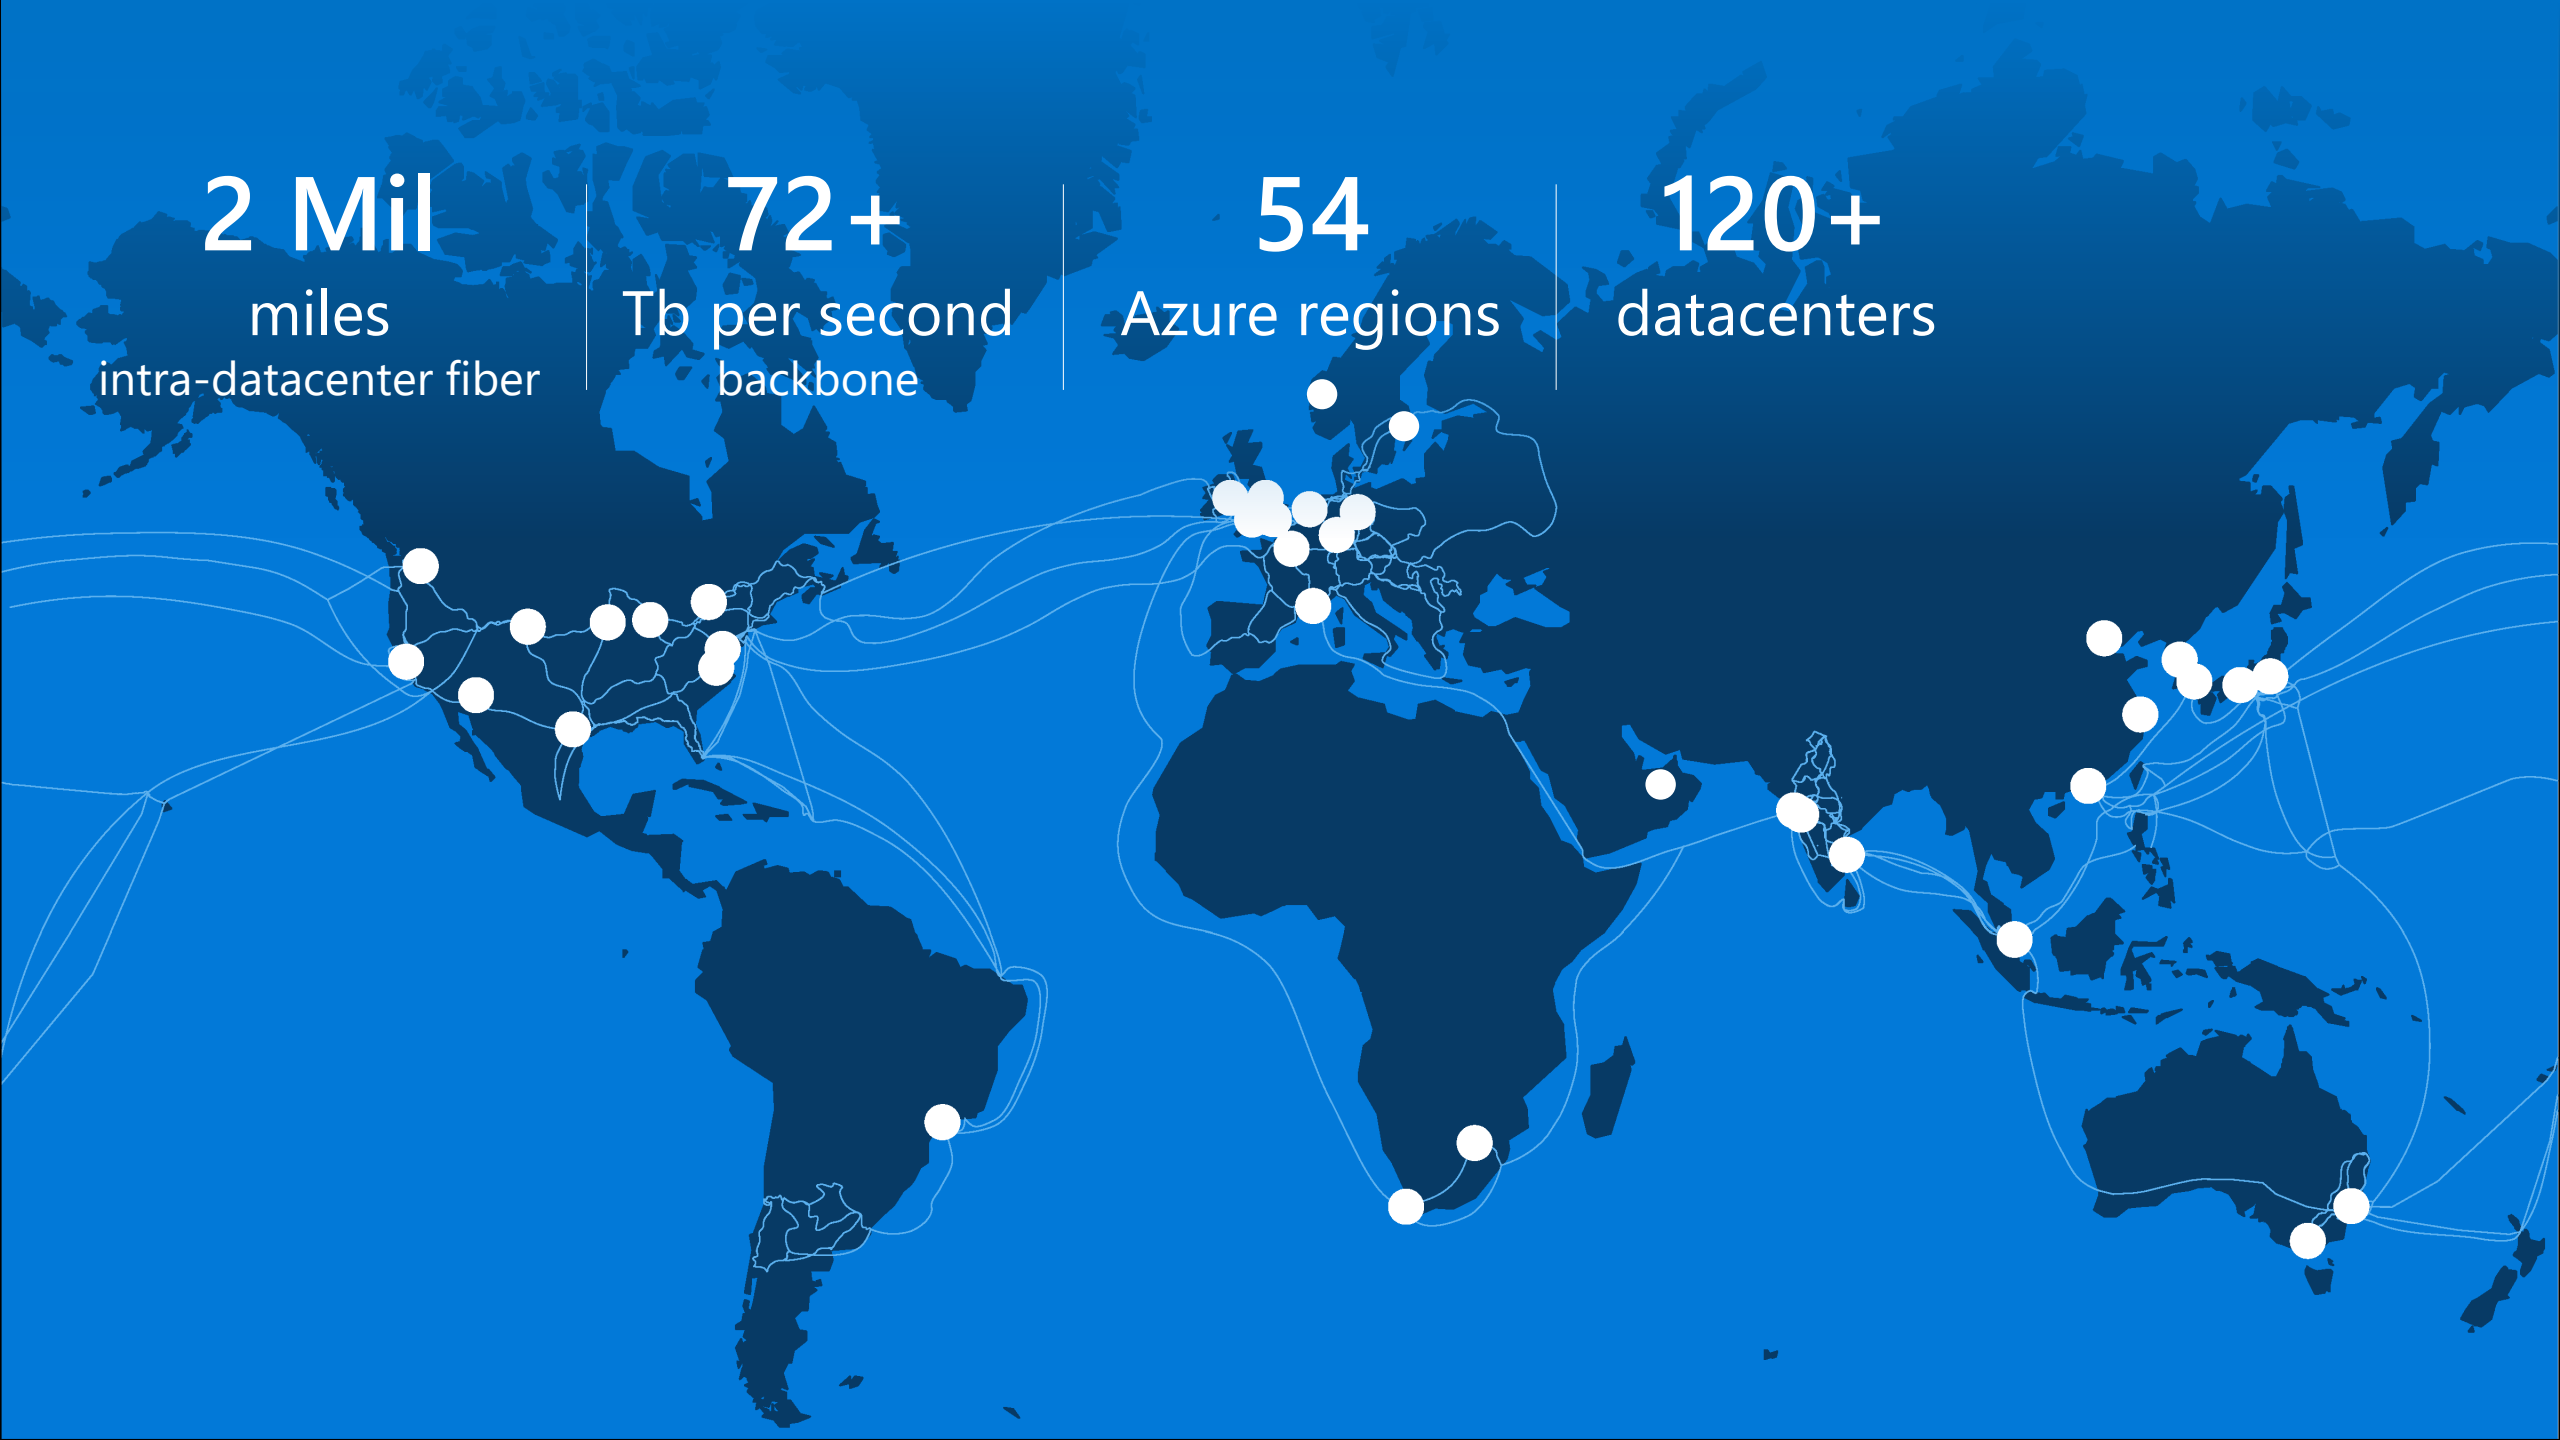 2 Mil
miles
intra-datacenter fiber
72+
Tb per second
backbone
54
Azure regions
120+
datacenters